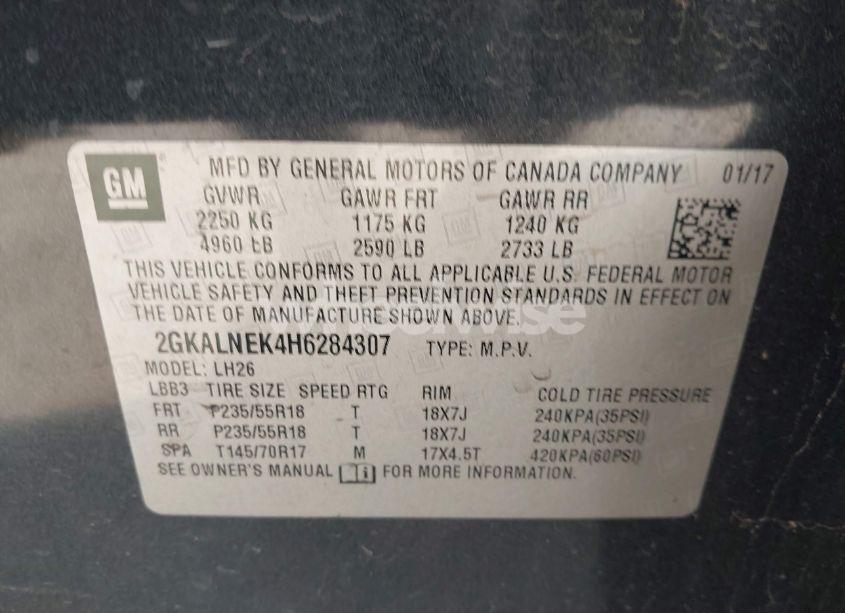 GM
MFD BY GENERAL MOTORS OF CANADA COMPANY 01/17
GVWR GAWR FRT GAWR RR
2250 KG 1175 KG 1240 KG
4960 LB 2590 LB 2733 LB
THIS VEHICLE CONFORMS TO ALL APPLICABLE U.S. FEDERAL MOTOR
VEHICLE SAFETY AND THEFT PREVENTION STANDARDS IN EFFECT ON
THE DATE OF MANUFACTURE SHOWN ABOVE.
2GKALNEK4H6284307 TYPE: M.P.V.
MODEL: LH26
LBB3 TIRE SIZE SPEED RTG RIM COLD TIRE PRESSURE
FRT P235/55R18 T 18X7J 240KPA(35PSI)
RR P235/55R18 T 18X7J 240KPA(35PSI)
SPA T145/70R17 M 17X4.5T 420KPA(60PSI)
SEE OWNER'S MANUAL FOR MORE INFORMATION.